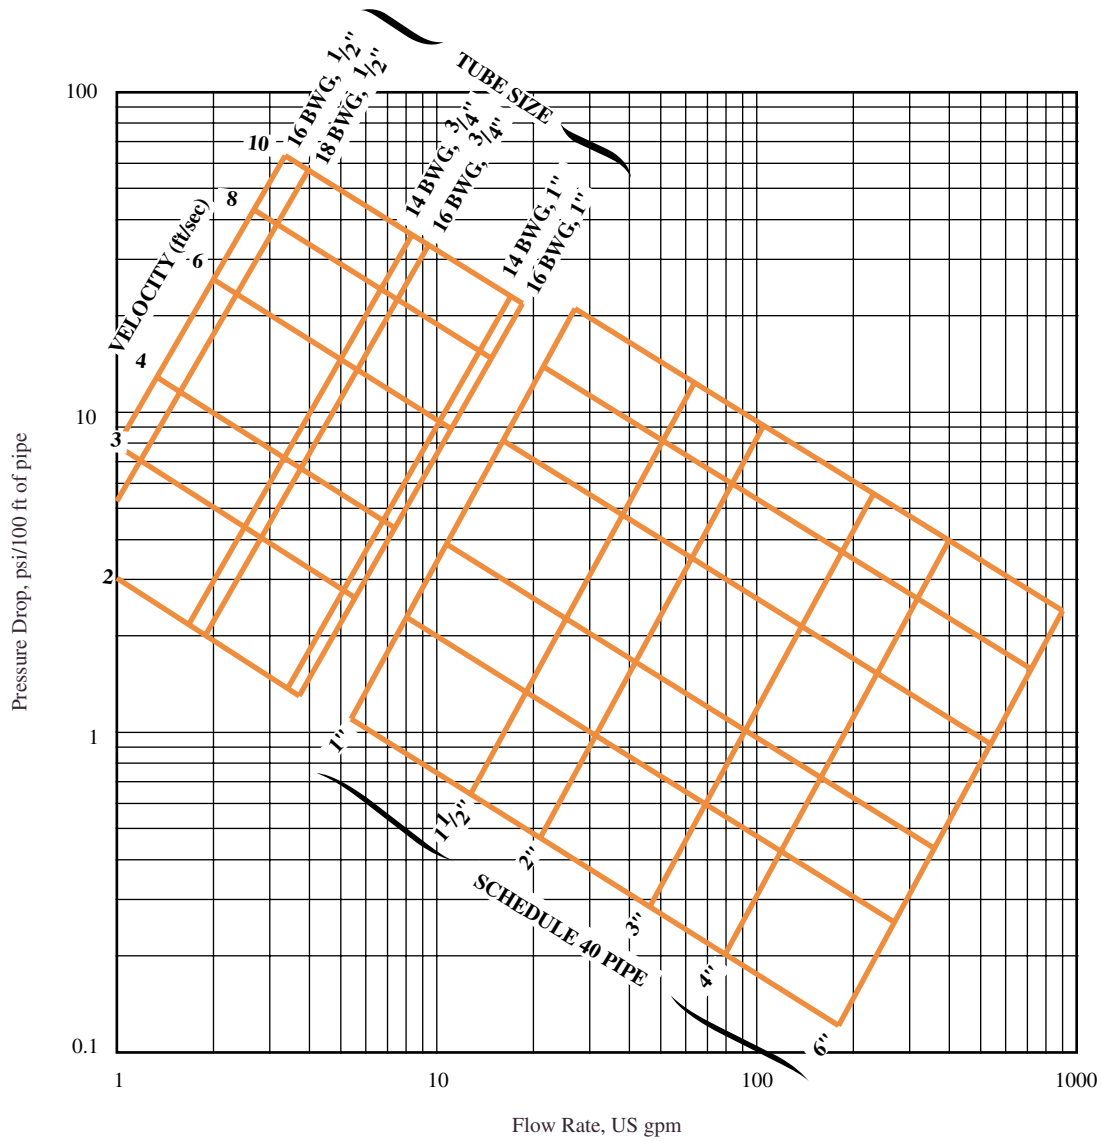 TUBE SIZE
16 BWG, 1/2"
18 BWG, 1/2"
14 BWG, 3/4"
16 BWG, 3/4"
14 BWG, 1"
16 BWG, 1"
VELOCITY (ft/sec)
10
8
6
4
3
2
100
10
1
0.1
Pressure Drop, psi/100 ft of pipe
1"
1 1/2"
2"
3"
4"
6"
SCHEDULE 40 PIPE
1
10
100
1000
Flow Rate, US gpm